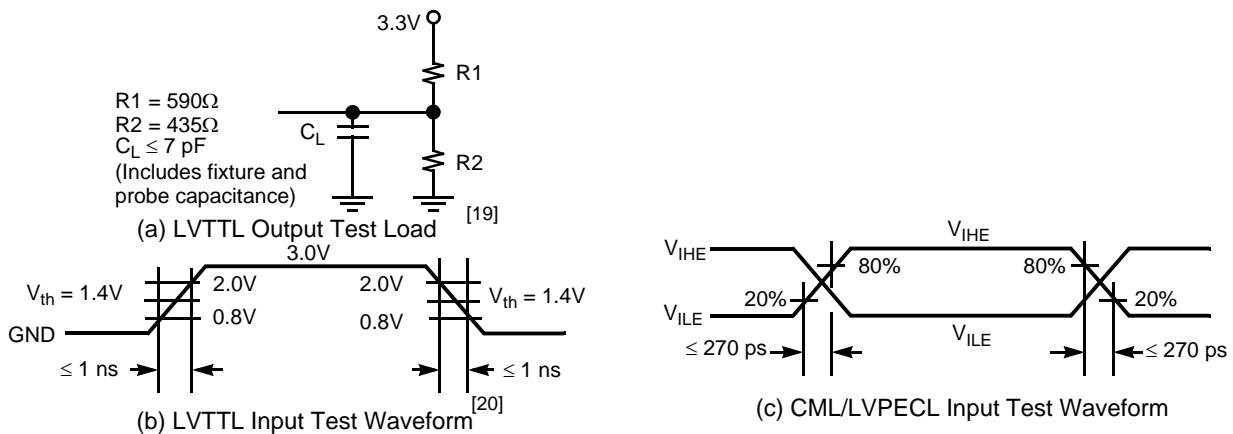 3.3V
R1
R1 = 590Ω
R2 = 435Ω
C_L ≤ 7 pF
(Includes fixture and
probe capacitance)
C_L
R2
(a) LVTTL Output Test Load [19]
3.0V
V_th = 1.4V
2.0V
0.8V
2.0V
0.8V
V_th = 1.4V
GND
≤ 1 ns
≤ 1 ns
(b) LVTTL Input Test Waveform [20]
V_IHE
V_IHE
80%
80%
20%
20%
V_ILE
V_ILE
≤ 270 ps
≤ 270 ps
(c) CML/LVPECL Input Test Waveform